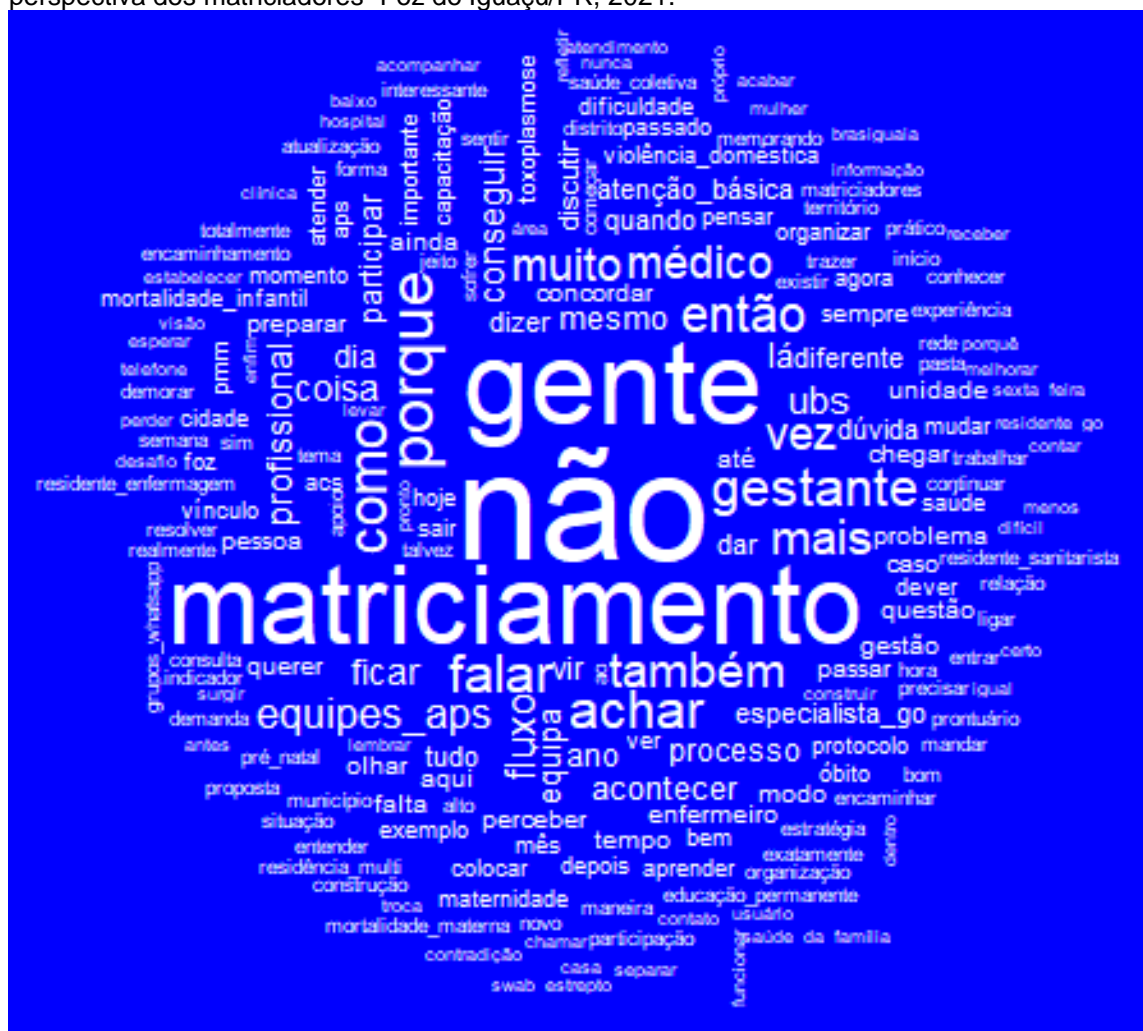 perspectiva dos matriciadores Foz do Iguaçu/PR, 2021.
atendimento
refletir
nunca
acompanhar
interessante
saúde_coletiva
próprio
acabar
baixo
hospital
capacitação
sentir
toxoplasmose
dificuldade
mulher
atualização
importante
distrito
passado
memorando
brasiguaia
forma
conseguir
discutir
começar
violência_doméstica
informação
clínica
atender
aps
participar
atenção_básica
matriciadores
território
totalmente
ainda
jeito
área
quando
pensar
organizar
prático
receber
encaminhamento
sofrer
muito
médico
trazer
início
estabelecer
momento
existir
agora
conhecer
mortalidade_infantil
porque
concordar
visão
preparar
dizer
mesmo
então
sempre
experiência
esperar
enfim
dia
gente
lá
diferente
rede
porquê
telefone
pmm
profissional
coisa
pasta
melhorar
demorar
levar
ubs
unidade
sexta feira
perder
cidade
como
vez
dúvida
mudar
residente go
semana
sim
tema
até
chegar
trabalhar
contar
desafio
foz
acs
não
gestante
continuar
residente_enfermagem
apoio
pronto
hoje
saúde
menos
vínculo
sair
dar
mais
problema
difícil
resolver
realmente
pessoa
talvez
caso
residente_sanitarista
matriciamento
dever
relação
questão
ligar
grupos_whatsapp
consulta
indicador
querer
ficar
falar
vir
também
gestão
entrar
certo
passar
hora
surgir
construir
precisar
igual
demanda
equipes_aps
fluxo
equipa
achar
especialista_go
prontuário
antes
lembrar
tudo
ano
ver
processo
protocolo
mandar
pré_natal
olhar
aqui
óbito
bom
proposta
acontecer
modo
encaminhar
município
falta
alto
situação
exemplo
perceber
enfermeiro
estratégia
dentro
entender
mês
tempo
bem
exatamente
residência_multi
colocar
depois
aprender
organização
construção
educação_permanente
troca
maternidade
maneira
contato
usuário
mortalidade_materna
novo
chamar
participação
funcionar
saúde da família
contradição
casa
separar
swab estrepto